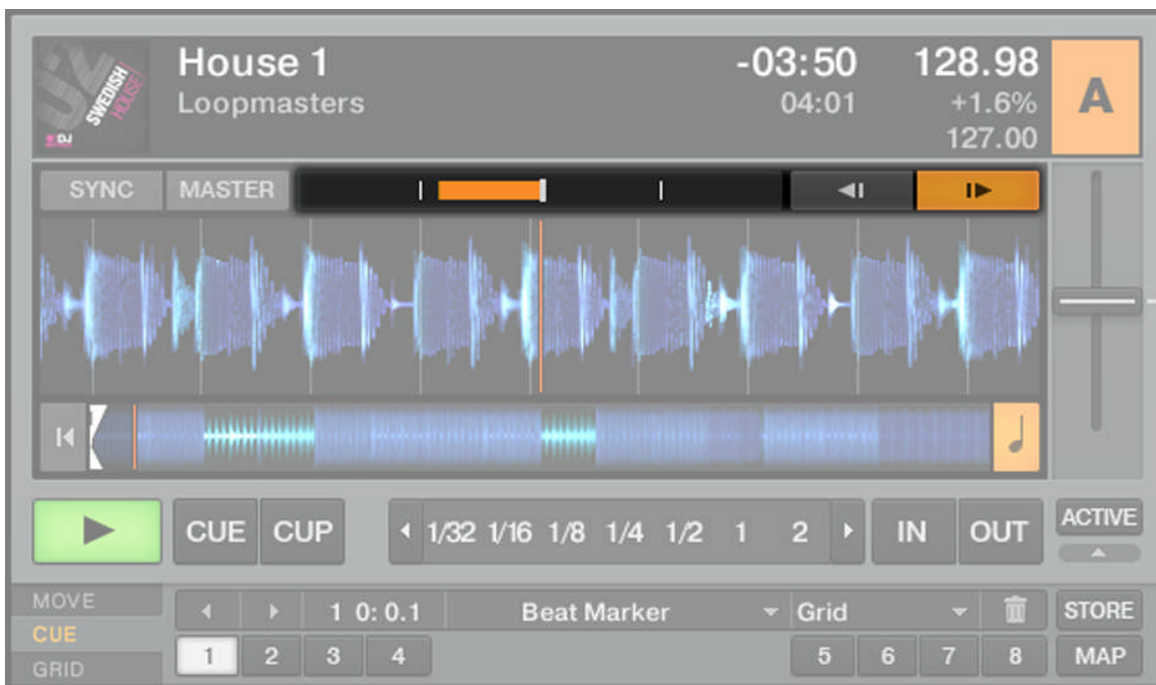 U2
SWEDISH
HOUSE
DJ
House 1
Loopmasters
-03:50
04:01
128.98
+1.6%
127.00
A
SYNC MASTER
CUE CUP 1/32 1/16 1/8 1/4 1/2 1 2 IN OUT ACTIVE
MOVE
CUE
GRID
1 0:0.1 Beat Marker Grid STORE
1 2 3 4 5 6 7 8 MAP